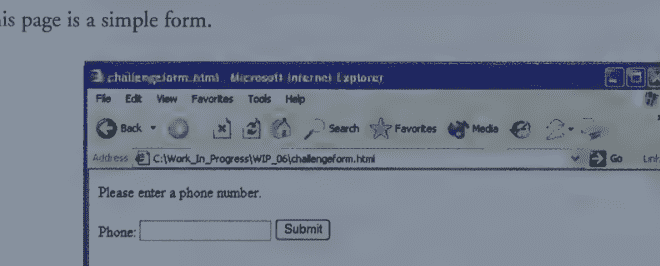 is page is a simple form.
challengeform.html - Microsoft Internet Explorer
File Edit View Favorites Tools Help
Back Search Favorites Media
Address C:\Work_In_Progress\WIP_06\challengeform.html Go Link
Please enter a phone number.
Phone: Submit